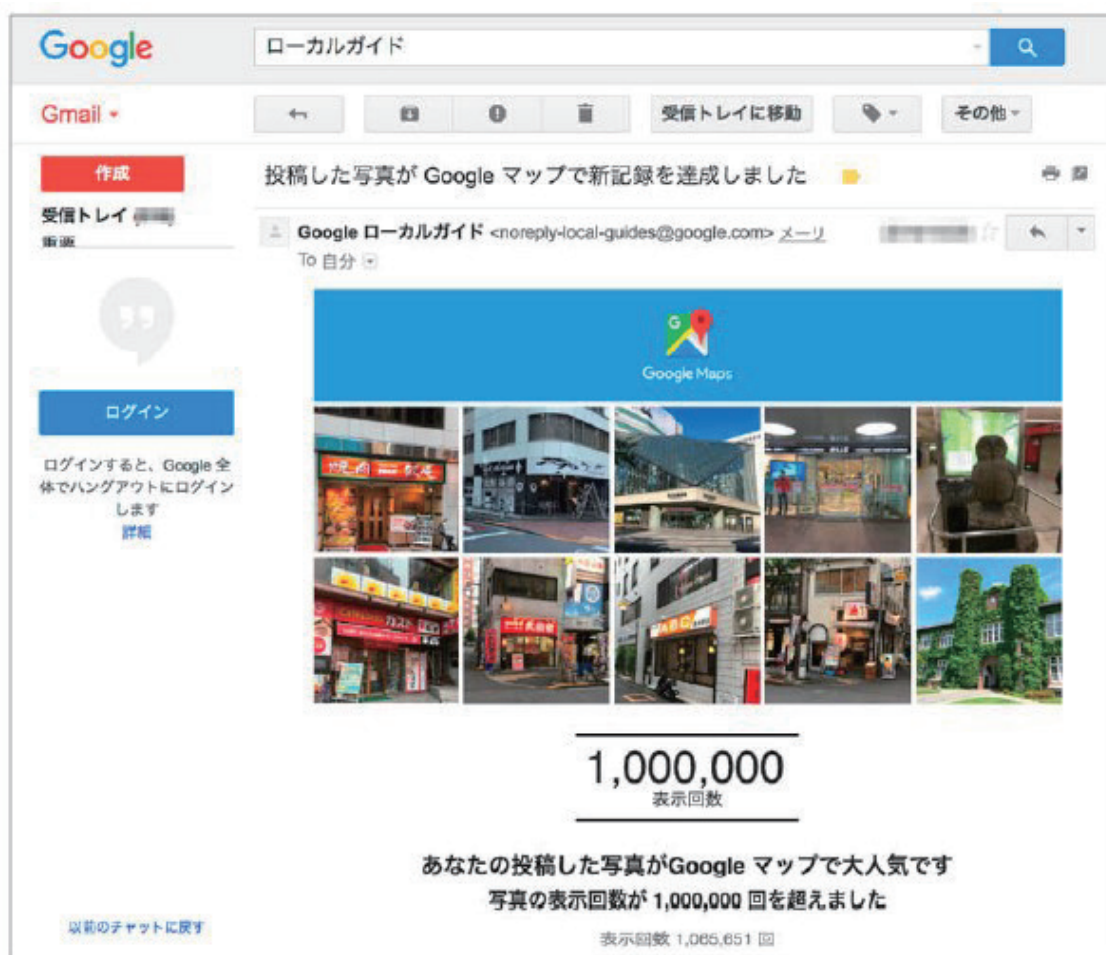 Google
ローカルガイド
Gmail
受信トレイに移動
その他
作成
投稿した写真が Google マップで新記録を達成しました
受信トレイ
重要
Google ローカルガイド <noreply-local-guides@google.com> メーリ
To 自分
Google Maps
ログイン
ログインすると、Google 全
体でハングアウトにログイン
します
詳細
焼肉
ガスト
ABC
1,000,000
表示回数
あなたの投稿した写真がGoogle マップで大人気です
写真の表示回数が 1,000,000 回を超えました
以前のチャットに戻す
表示回数 1,065,651 回